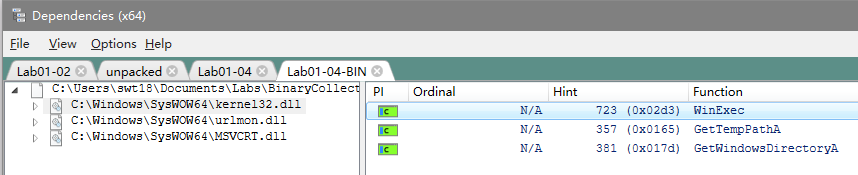 Dependencies (x64)
File View Options Help
Lab01-02 unpacked Lab01-04 Lab01-04-BIN
C:\Users\swt18\Documents\Labs\BinaryCollect
C:\Windows\SysWOW64\kernel32.dll
C:\Windows\SysWOW64\urlmon.dll
C:\Windows\SysWOW64\MSVCRT.dll
PI Ordinal Hint Function
C N/A 723 (0x02d3) WinExec
C N/A 357 (0x0165) GetTempPathA
C N/A 381 (0x017d) GetWindowsDirectoryA